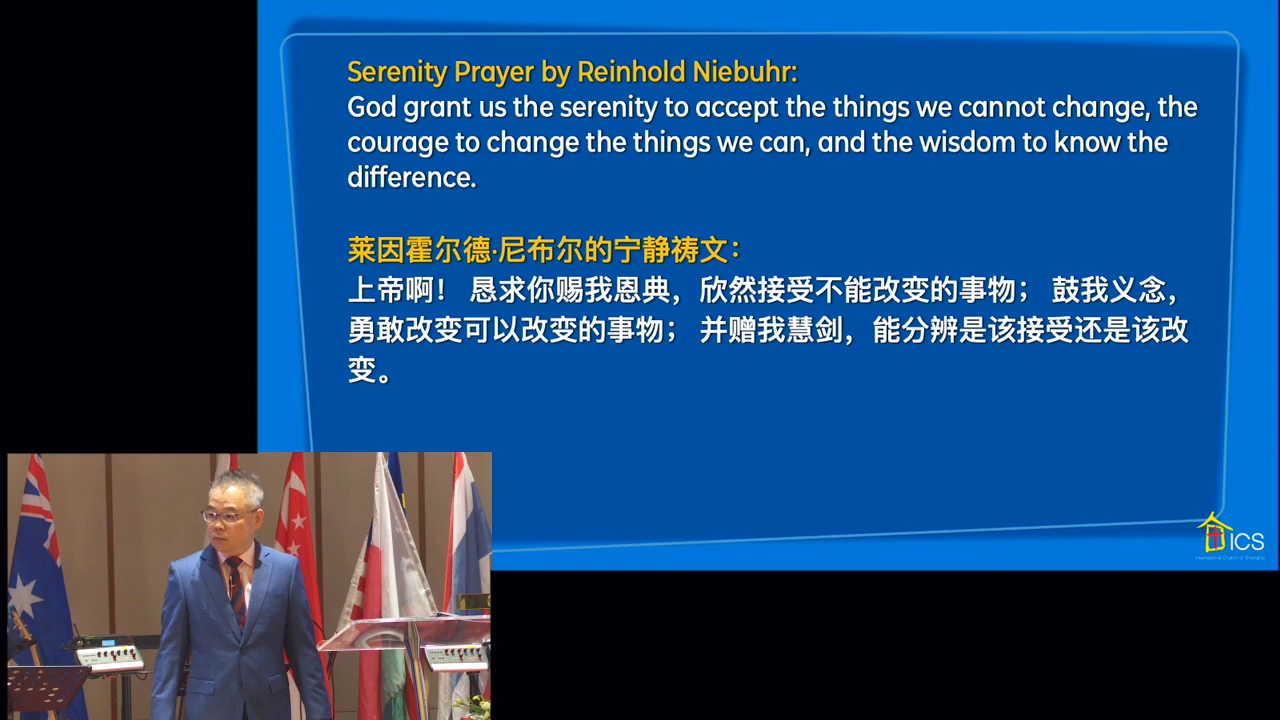 Serenity Prayer by Reinhold Niebuhr:
God grant us the serenity to accept the things we cannot change, the
courage to change the things we can, and the wisdom to know the
difference.
莱因霍尔德·尼布尔的宁静祷文：
上帝啊！ 恳求你赐我恩典，欣然接受不能改变的事物； 鼓我义念，
勇敢改变可以改变的事物； 并赠我慧剑，能分辨是该接受还是该改
变。
ICS
International Church of Shanghai